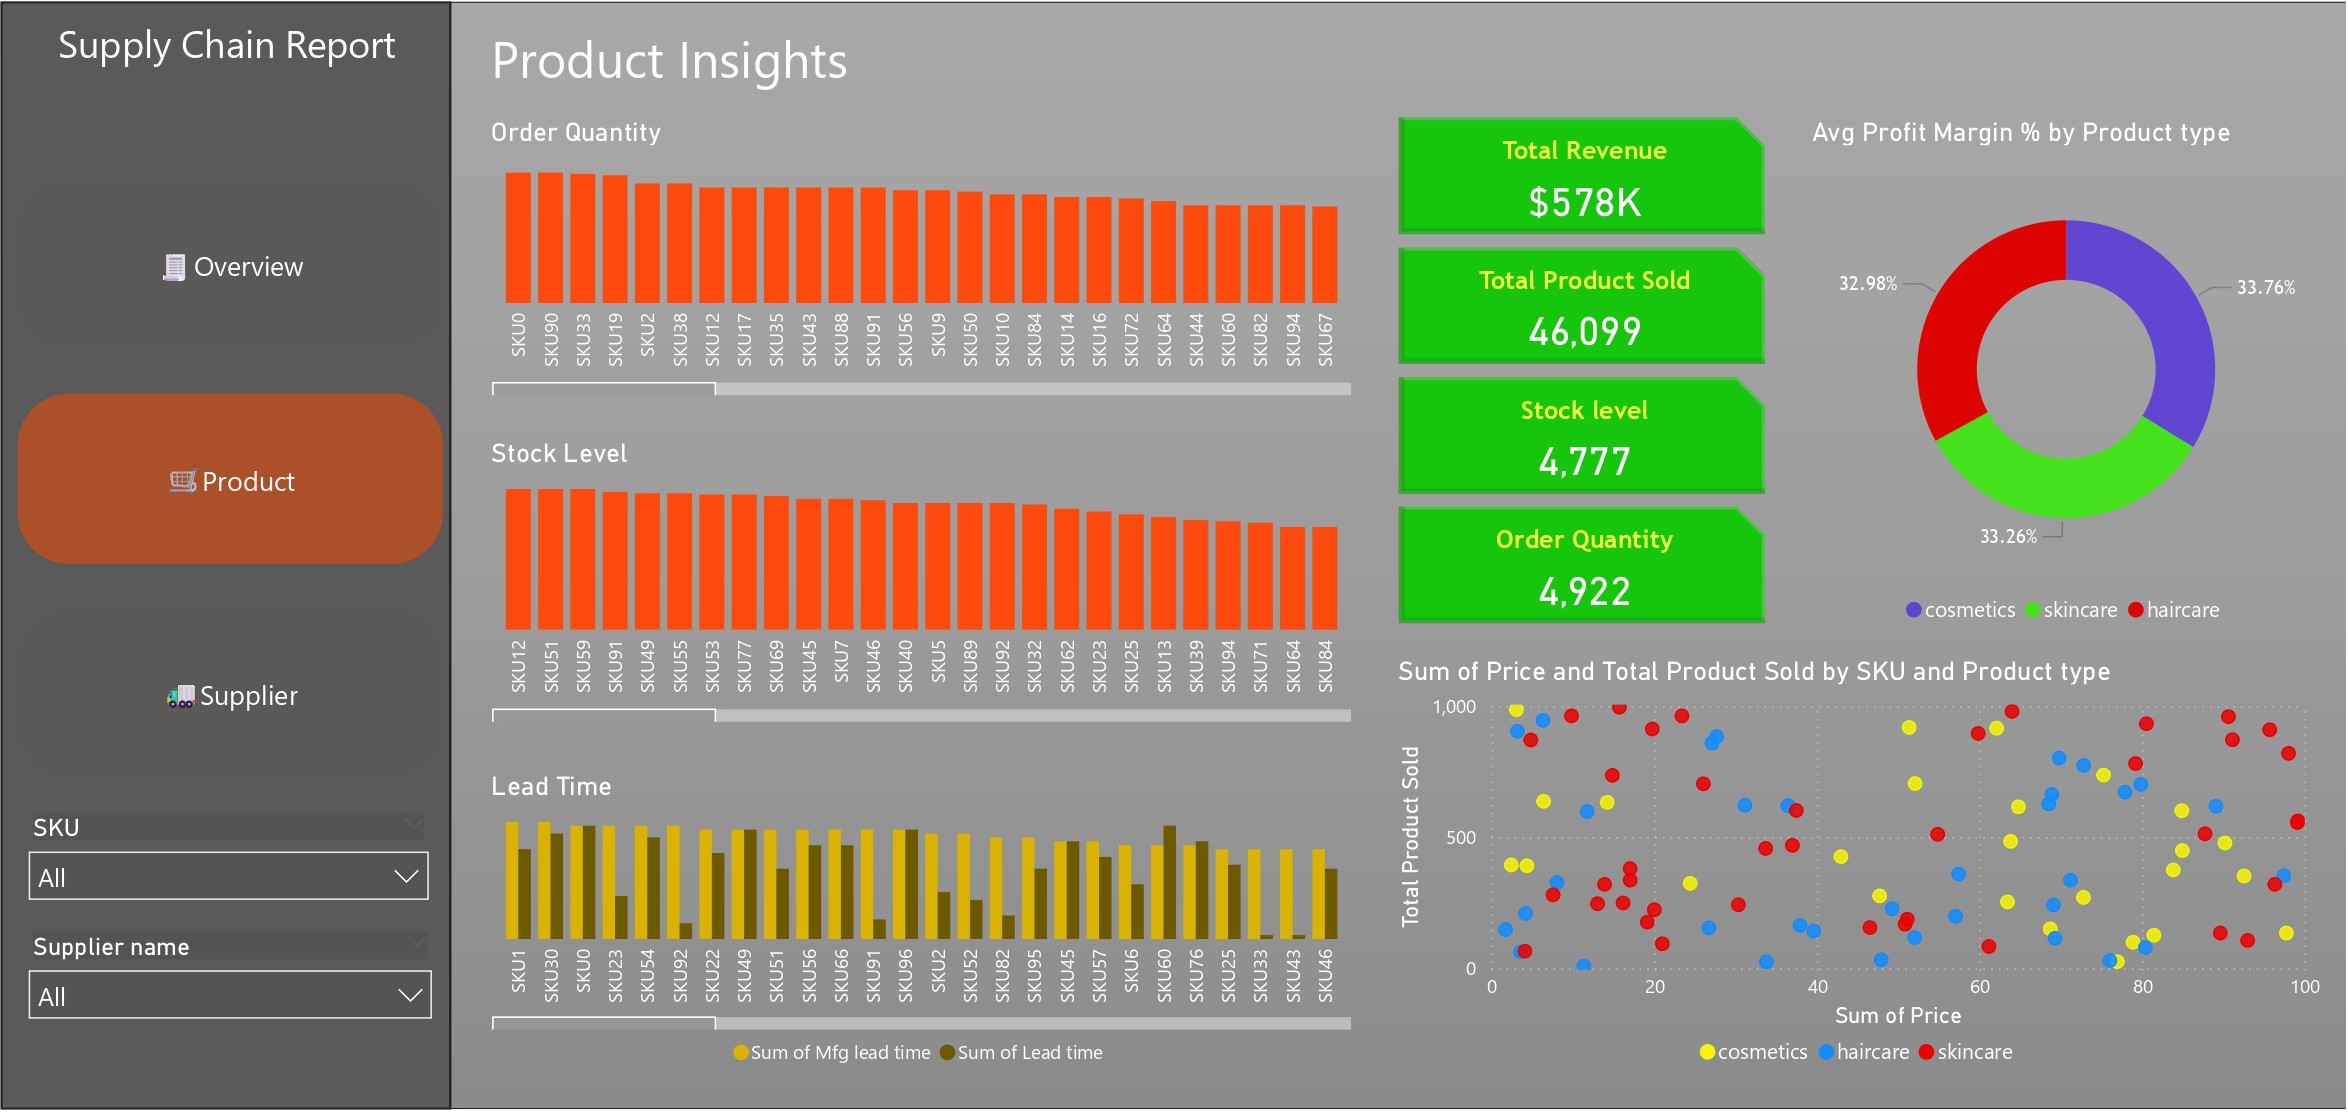 Supply Chain Report
Overview
Product
Supplier
SKU
All
Supplier name
All
Product Insights
Order Quantity
SKU0 SKU90 SKU33 SKU19 SKU2 SKU38 SKU12 SKU17 SKU35 SKU43 SKU88 SKU91 SKU56 SKU9 SKU50 SKU10 SKU84 SKU14 SKU16 SKU72 SKU64 SKU44 SKU60 SKU82 SKU94 SKU67
Stock Level
SKU12 SKU51 SKU59 SKU91 SKU49 SKU55 SKU53 SKU77 SKU69 SKU45 SKU7 SKU46 SKU40 SKU5 SKU89 SKU92 SKU32 SKU62 SKU23 SKU25 SKU13 SKU39 SKU94 SKU71 SKU64 SKU84
Lead Time
SKU1 SKU30 SKU0 SKU23 SKU54 SKU92 SKU22 SKU49 SKU51 SKU56 SKU66 SKU91 SKU96 SKU2 SKU52 SKU82 SKU95 SKU45 SKU57 SKU6 SKU60 SKU76 SKU25 SKU33 SKU43 SKU46
Sum of Mfg lead time Sum of Lead time
Total Revenue
$578K
Total Product Sold
46,099
Stock level
4,777
Order Quantity
4,922
Avg Profit Margin % by Product type
32.98%
33.76%
33.26%
cosmetics skincare haircare
Sum of Price and Total Product Sold by SKU and Product type
Total Product Sold
1,000
500
0
0 20 40 60 80 100
Sum of Price
cosmetics haircare skincare